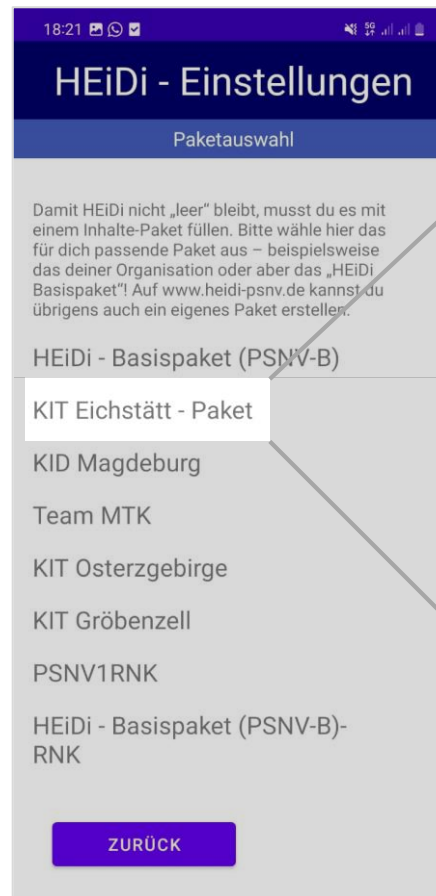 18:21
5G
HEiDi - Einstellungen
Paketauswahl
Damit HEiDi nicht „leer“ bleibt, musst du es mit
einem Inhalte-Paket füllen. Bitte wähle hier das
für dich passende Paket aus – beispielsweise
das deiner Organisation oder aber das „HEiDi
Basispaket“! Auf www.heidi-psnv.de kannst du
übrigens auch ein eigenes Paket erstellen.
HEiDi - Basispaket (PSNV-B)
KIT Eichstätt - Paket
KID Magdeburg
Team MTK
KIT Osterzgebirge
KIT Gröbenzell
PSNV1RNK
HEiDi - Basispaket (PSNV-B)-
RNK
ZURÜCK